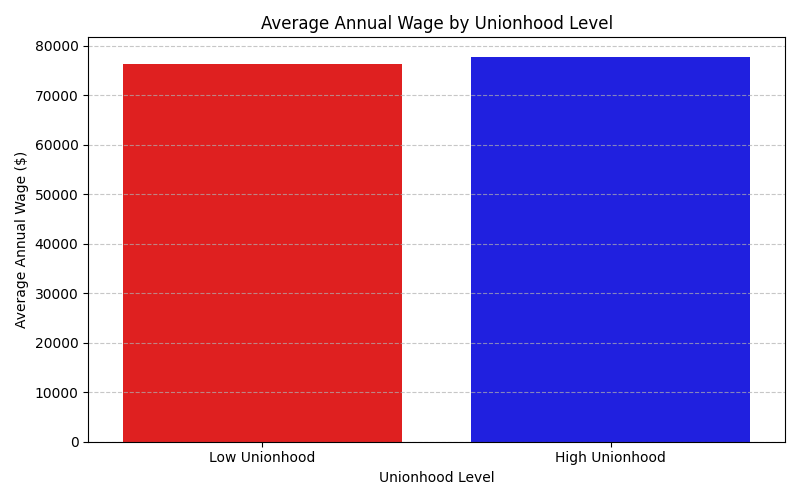 Average Annual Wage by Unionhood Level
Average Annual Wage ($)
80000
70000
60000
50000
40000
30000
20000
10000
0
Low Unionhood
High Unionhood
Unionhood Level